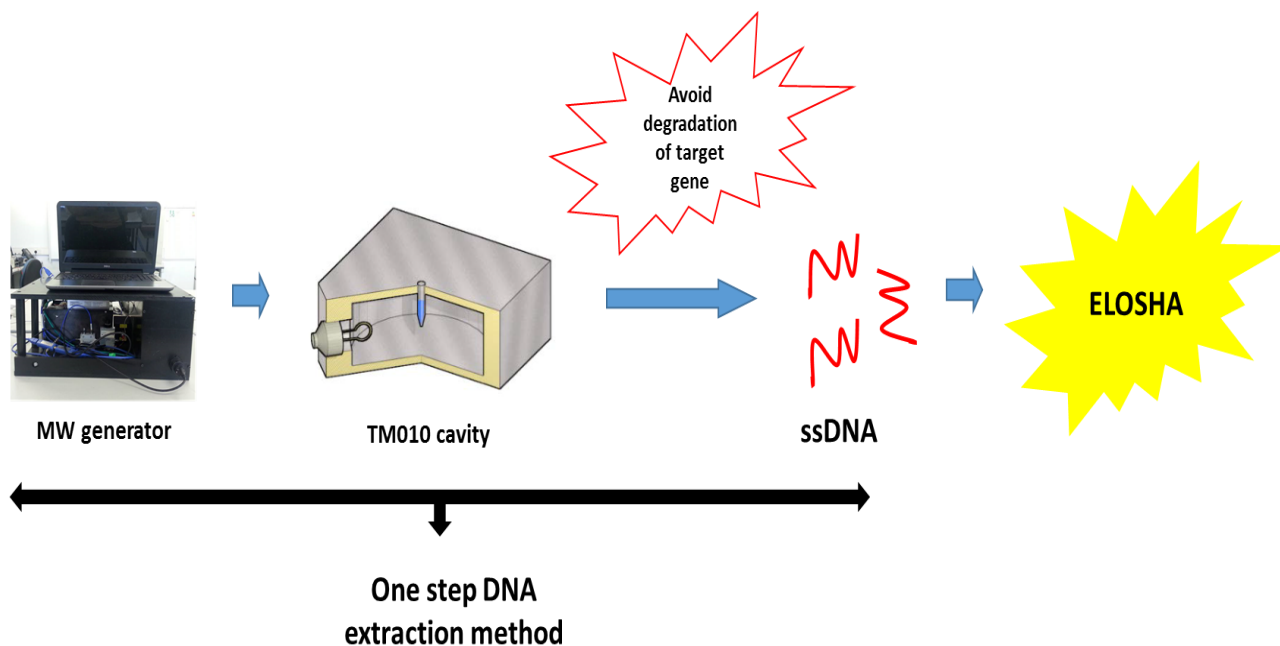 Avoid
degradation
of target
gene
ELOSHA
MW generator
TM010 cavity
ssDNA
One step DNA
extraction method